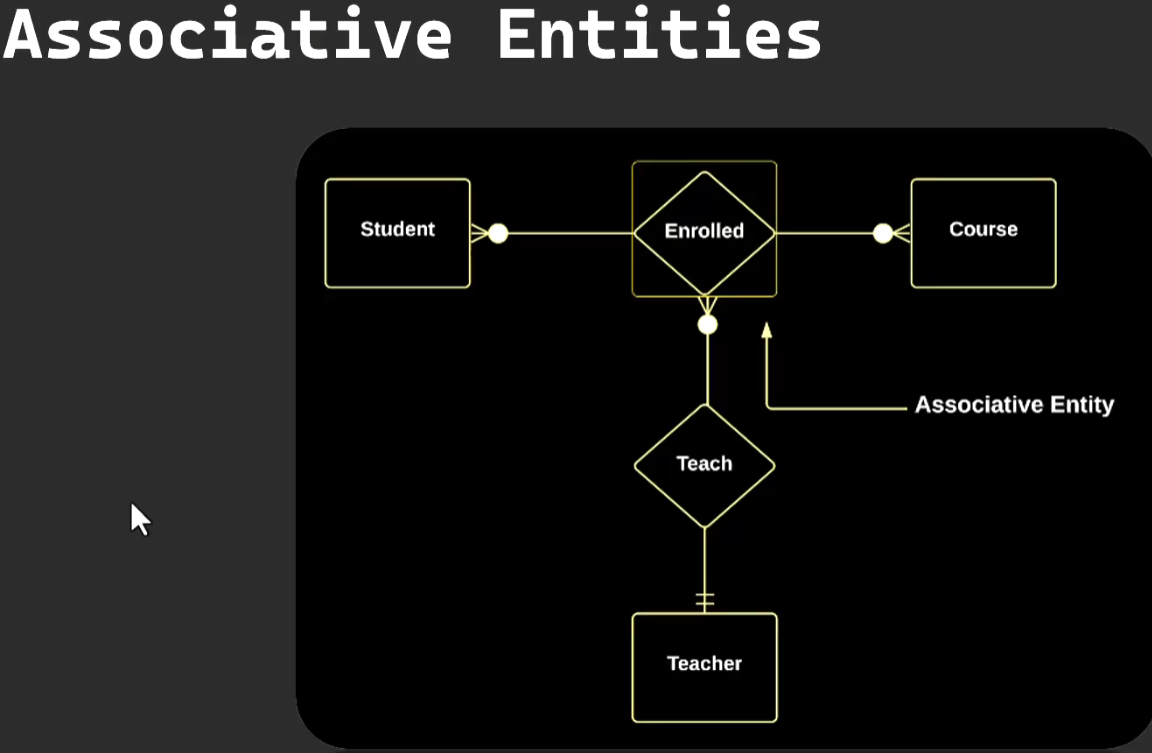 Associative Entities
Student
Enrolled
Course
Associative Entity
Teach
Teacher